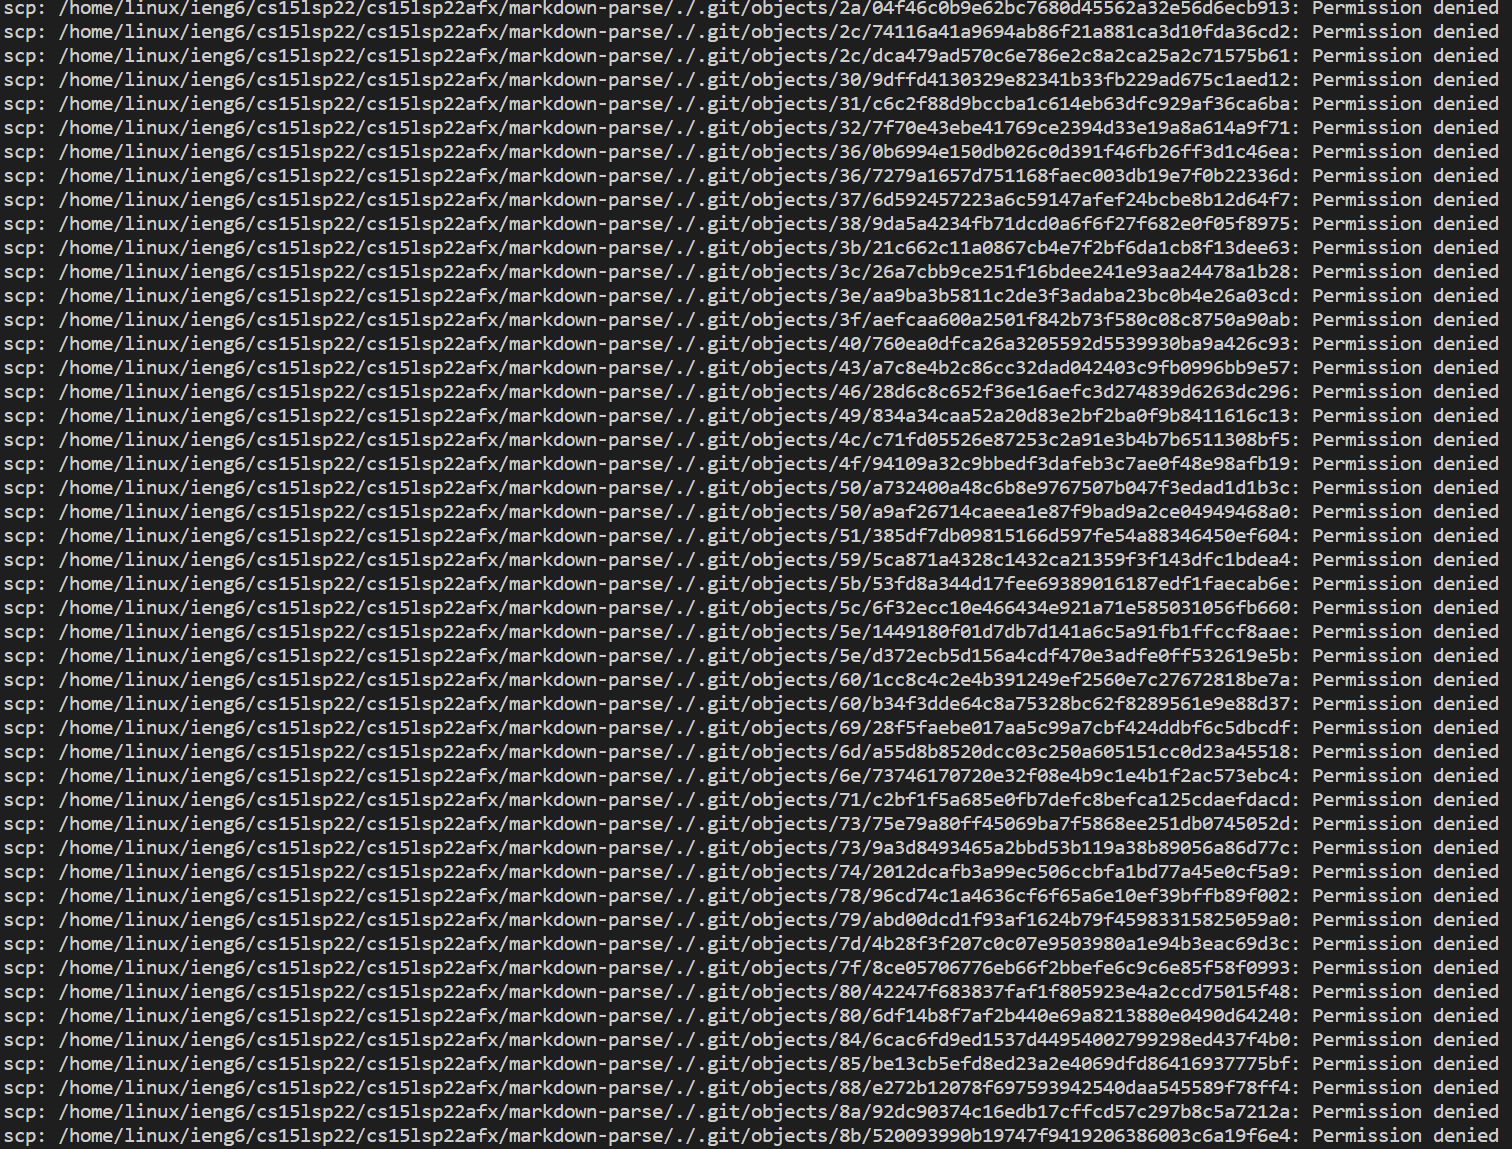 scp: /home/linux/ieng6/cs15lsp22/cs15lsp22afx/markdown-parse/./.git/objects/2a/04f46c0b9e62bc7680d45562a32e56d6ecb913: Permission denied
scp: /home/linux/ieng6/cs15lsp22/cs15lsp22afx/markdown-parse/./.git/objects/2c/74116a41a9694ab86f21a881ca3d10fda36cd2: Permission denied
scp: /home/linux/ieng6/cs15lsp22/cs15lsp22afx/markdown-parse/./.git/objects/2c/dca479ad570c6e786e2c8a2ca25a2c71575b61: Permission denied
scp: /home/linux/ieng6/cs15lsp22/cs15lsp22afx/markdown-parse/./.git/objects/30/9dffd4130329e82341b33fb229ad675c1aed12: Permission denied
scp: /home/linux/ieng6/cs15lsp22/cs15lsp22afx/markdown-parse/./.git/objects/31/c6c2f88d9bccba1c614eb63dfc929af36ca6ba: Permission denied
scp: /home/linux/ieng6/cs15lsp22/cs15lsp22afx/markdown-parse/./.git/objects/32/7f70e43ebe41769ce2394d33e19a8a614a9f71: Permission denied
scp: /home/linux/ieng6/cs15lsp22/cs15lsp22afx/markdown-parse/./.git/objects/36/0b6994e150db026c0d391f46fb26ff3d1c46ea: Permission denied
scp: /home/linux/ieng6/cs15lsp22/cs15lsp22afx/markdown-parse/./.git/objects/36/7279a1657d751168faec003db19e7f0b22336d: Permission denied
scp: /home/linux/ieng6/cs15lsp22/cs15lsp22afx/markdown-parse/./.git/objects/37/6d592457223a6c59147afef24bcbe8b12d64f7: Permission denied
scp: /home/linux/ieng6/cs15lsp22/cs15lsp22afx/markdown-parse/./.git/objects/38/9da5a4234fb71dcd0a6f6f27f682e0f05f8975: Permission denied
scp: /home/linux/ieng6/cs15lsp22/cs15lsp22afx/markdown-parse/./.git/objects/3b/21c662c11a0867cb4e7f2bf6da1cb8f13dee63: Permission denied
scp: /home/linux/ieng6/cs15lsp22/cs15lsp22afx/markdown-parse/./.git/objects/3c/26a7cbb9ce251f16bdee241e93aa24478a1b28: Permission denied
scp: /home/linux/ieng6/cs15lsp22/cs15lsp22afx/markdown-parse/./.git/objects/3e/aa9ba3b5811c2de3f3adaba23bc0b4e26a03cd: Permission denied
scp: /home/linux/ieng6/cs15lsp22/cs15lsp22afx/markdown-parse/./.git/objects/3f/aefcaa600a2501f842b73f580c08c8750a90ab: Permission denied
scp: /home/linux/ieng6/cs15lsp22/cs15lsp22afx/markdown-parse/./.git/objects/40/760ea0dfca26a3205592d5539930ba9a426c93: Permission denied
scp: /home/linux/ieng6/cs15lsp22/cs15lsp22afx/markdown-parse/./.git/objects/43/a7c8e4b2c86cc32dad042403c9fb0996bb9e57: Permission denied
scp: /home/linux/ieng6/cs15lsp22/cs15lsp22afx/markdown-parse/./.git/objects/46/28d6c8c652f36e16aefc3d274839d6263dc296: Permission denied
scp: /home/linux/ieng6/cs15lsp22/cs15lsp22afx/markdown-parse/./.git/objects/49/834a34caa52a20d83e2bf2ba0f9b8411616c13: Permission denied
scp: /home/linux/ieng6/cs15lsp22/cs15lsp22afx/markdown-parse/./.git/objects/4c/c71fd05526e87253c2a91e3b4b7b6511308bf5: Permission denied
scp: /home/linux/ieng6/cs15lsp22/cs15lsp22afx/markdown-parse/./.git/objects/4f/94109a32c9bbedf3dafeb3c7ae0f48e98afb19: Permission denied
scp: /home/linux/ieng6/cs15lsp22/cs15lsp22afx/markdown-parse/./.git/objects/50/a732400a48c6b8e9767507b047f3edad1d1b3c: Permission denied
scp: /home/linux/ieng6/cs15lsp22/cs15lsp22afx/markdown-parse/./.git/objects/50/a9af26714caeea1e87f9bad9a2ce04949468a0: Permission denied
scp: /home/linux/ieng6/cs15lsp22/cs15lsp22afx/markdown-parse/./.git/objects/51/385df7db09815166d597fe54a88346450ef604: Permission denied
scp: /home/linux/ieng6/cs15lsp22/cs15lsp22afx/markdown-parse/./.git/objects/59/5ca871a4328c1432ca21359f3f143dfc1bdea4: Permission denied
scp: /home/linux/ieng6/cs15lsp22/cs15lsp22afx/markdown-parse/./.git/objects/5b/53fd8a344d17fee69389016187edf1faecab6e: Permission denied
scp: /home/linux/ieng6/cs15lsp22/cs15lsp22afx/markdown-parse/./.git/objects/5c/6f32ecc10e466434e921a71e585031056fb660: Permission denied
scp: /home/linux/ieng6/cs15lsp22/cs15lsp22afx/markdown-parse/./.git/objects/5e/1449180f01d7db7d141a6c5a91fb1ffccf8aae: Permission denied
scp: /home/linux/ieng6/cs15lsp22/cs15lsp22afx/markdown-parse/./.git/objects/5e/d372ecb5d156a4cdf470e3adfe0ff532619e5b: Permission denied
scp: /home/linux/ieng6/cs15lsp22/cs15lsp22afx/markdown-parse/./.git/objects/60/1cc8c4c2e4b391249ef2560e7c27672818be7a: Permission denied
scp: /home/linux/ieng6/cs15lsp22/cs15lsp22afx/markdown-parse/./.git/objects/60/b34f3dde64c8a75328bc62f8289561e9e88d37: Permission denied
scp: /home/linux/ieng6/cs15lsp22/cs15lsp22afx/markdown-parse/./.git/objects/69/28f5faebe017aa5c99a7cbf424ddbf6c5dbcdf: Permission denied
scp: /home/linux/ieng6/cs15lsp22/cs15lsp22afx/markdown-parse/./.git/objects/6d/a55d8b8520dcc03c250a605151cc0d23a45518: Permission denied
scp: /home/linux/ieng6/cs15lsp22/cs15lsp22afx/markdown-parse/./.git/objects/6e/73746170720e32f08e4b9c1e4b1f2ac573ebc4: Permission denied
scp: /home/linux/ieng6/cs15lsp22/cs15lsp22afx/markdown-parse/./.git/objects/71/c2bf1f5a685e0fb7defc8befca125cdaefdacd: Permission denied
scp: /home/linux/ieng6/cs15lsp22/cs15lsp22afx/markdown-parse/./.git/objects/73/75e79a80ff45069ba7f5868ee251db0745052d: Permission denied
scp: /home/linux/ieng6/cs15lsp22/cs15lsp22afx/markdown-parse/./.git/objects/73/9a3d8493465a2bbd53b119a38b89056a86d77c: Permission denied
scp: /home/linux/ieng6/cs15lsp22/cs15lsp22afx/markdown-parse/./.git/objects/74/2012dcafb3a99ec506ccbfa1bd77a45e0cf5a9: Permission denied
scp: /home/linux/ieng6/cs15lsp22/cs15lsp22afx/markdown-parse/./.git/objects/78/96cd74c1a4636cf6f65a6e10ef39bffb89f002: Permission denied
scp: /home/linux/ieng6/cs15lsp22/cs15lsp22afx/markdown-parse/./.git/objects/79/abd00dcd1f93af1624b79f45983315825059a0: Permission denied
scp: /home/linux/ieng6/cs15lsp22/cs15lsp22afx/markdown-parse/./.git/objects/7d/4b28f3f207c0c07e9503980a1e94b3eac69d3c: Permission denied
scp: /home/linux/ieng6/cs15lsp22/cs15lsp22afx/markdown-parse/./.git/objects/7f/8ce05706776eb66f2bbefe6c9c6e85f58f0993: Permission denied
scp: /home/linux/ieng6/cs15lsp22/cs15lsp22afx/markdown-parse/./.git/objects/80/42247f683837faf1f805923e4a2ccd75015f48: Permission denied
scp: /home/linux/ieng6/cs15lsp22/cs15lsp22afx/markdown-parse/./.git/objects/80/6df14b8f7af2b440e69a8213880e0490d64240: Permission denied
scp: /home/linux/ieng6/cs15lsp22/cs15lsp22afx/markdown-parse/./.git/objects/84/6cac6fd9ed1537d44954002799298ed437f4b0: Permission denied
scp: /home/linux/ieng6/cs15lsp22/cs15lsp22afx/markdown-parse/./.git/objects/85/be13cb5efd8ed23a2e4069dfd86416937775bf: Permission denied
scp: /home/linux/ieng6/cs15lsp22/cs15lsp22afx/markdown-parse/./.git/objects/88/e272b12078f697593942540daa545589f78ff4: Permission denied
scp: /home/linux/ieng6/cs15lsp22/cs15lsp22afx/markdown-parse/./.git/objects/8a/92dc90374c16edb17cffcd57c297b8c5a7212a: Permission denied
scp: /home/linux/ieng6/cs15lsp22/cs15lsp22afx/markdown-parse/./.git/objects/8b/520093990b19747f9419206386003c6a19f6e4: Permission denied